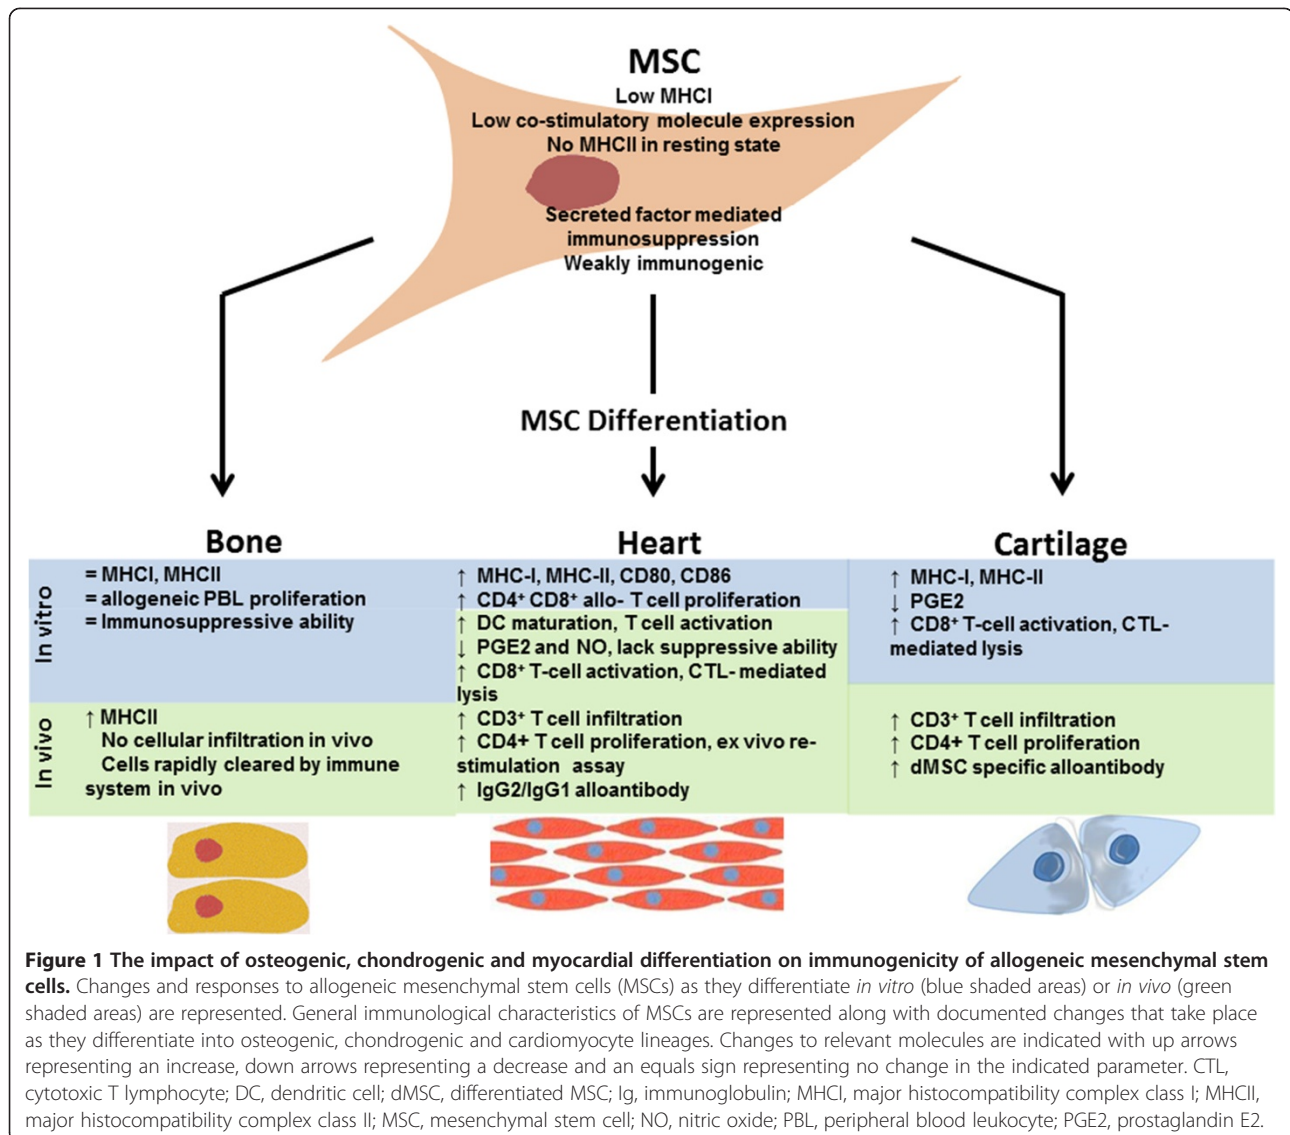 MSC
Low MHCI
Low co-stimulatory molecule expression
No MHCII in resting state
Secreted factor mediated
immunosuppression
Weakly immunogenic
MSC Differentiation
Bone
Heart
Cartilage
In vitro
= MHCI, MHCII
= allogeneic PBL proliferation
= Immunosuppressive ability
In vivo
↑ MHCII
No cellular infiltration in vivo
Cells rapidly cleared by immune
system in vivo
↑ MHC-I, MHC-II, CD80, CD86
↑ CD4⁺ CD8⁺ allo- T cell proliferation
↑ DC maturation, T cell activation
↓ PGE2 and NO, lack suppressive ability
↑ CD8⁺ T-cell activation, CTL- mediated
lysis
↑ CD3⁺ T cell infiltration
↑ CD4+ T cell proliferation, ex vivo re-
stimulation assay
↑ IgG2/IgG1 alloantibody
↑ MHC-I, MHC-II
↓ PGE2
↑ CD8⁺ T-cell activation, CTL-
mediated lysis
↑ CD3⁺ T cell infiltration
↑ CD4+ T cell proliferation
↑ dMSC specific alloantibody
Figure 1 The impact of osteogenic, chondrogenic and myocardial differentiation on immunogenicity of allogeneic mesenchymal stem
cells. Changes and responses to allogeneic mesenchymal stem cells (MSCs) as they differentiate in vitro (blue shaded areas) or in vivo (green
shaded areas) are represented. General immunological characteristics of MSCs are represented along with documented changes that take place
as they differentiate into osteogenic, chondrogenic and cardiomyocyte lineages. Changes to relevant molecules are indicated with up arrows
representing an increase, down arrows representing a decrease and an equals sign representing no change in the indicated parameter. CTL,
cytotoxic T lymphocyte; DC, dendritic cell; dMSC, differentiated MSC; Ig, immunoglobulin; MHCI, major histocompatibility complex class I; MHCII,
major histocompatibility complex class II; MSC, mesenchymal stem cell; NO, nitric oxide; PBL, peripheral blood leukocyte; PGE2, prostaglandin E2.